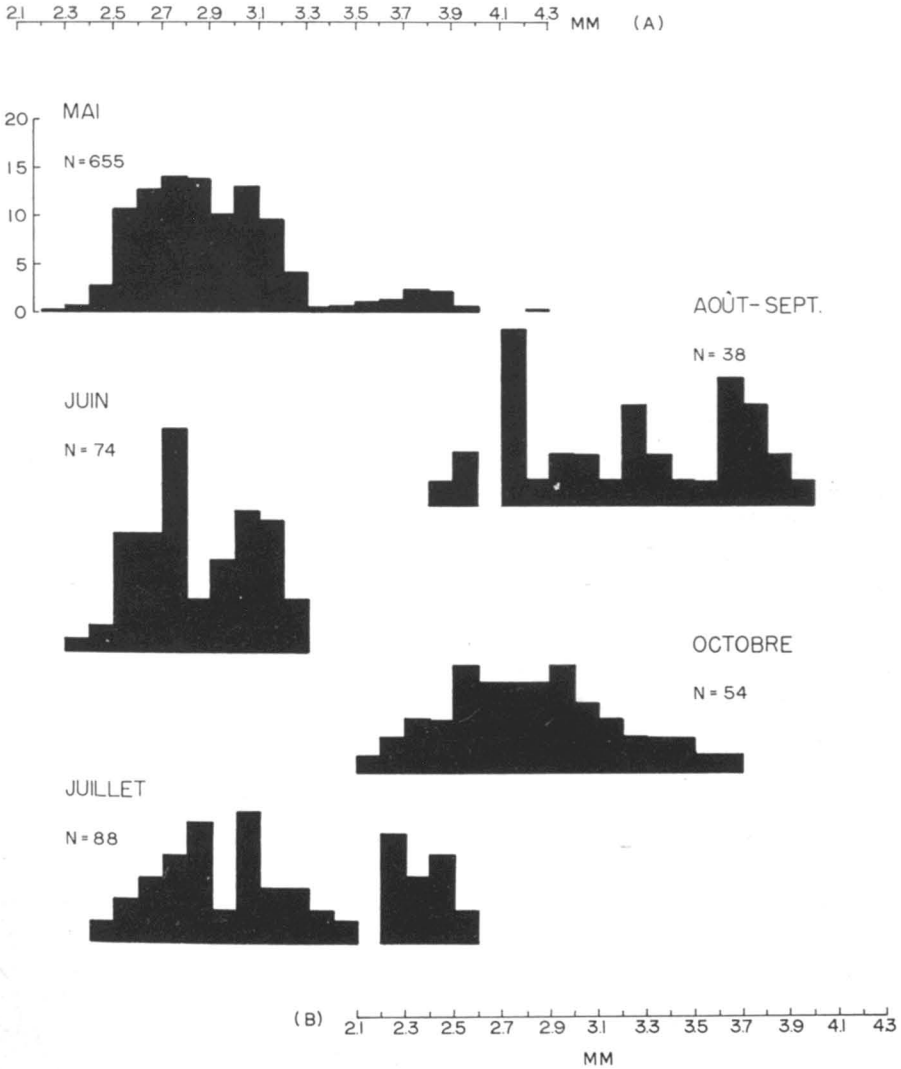 2.1 2.3 2.5 2.7 2.9 3.1 3.3 3.5 3.7 3.9 4.1 4.3 MM (A)
MAI
20
N=655
15
10
5
0
AOÛT-SEPT.
N=38
JUIN
N=74
OCTOBRE
N=54
JUILLET
N=88
(B)
2.1 2.3 2.5 2.7 2.9 3.1 3.3 3.5 3.7 3.9 4.1 4.3
MM